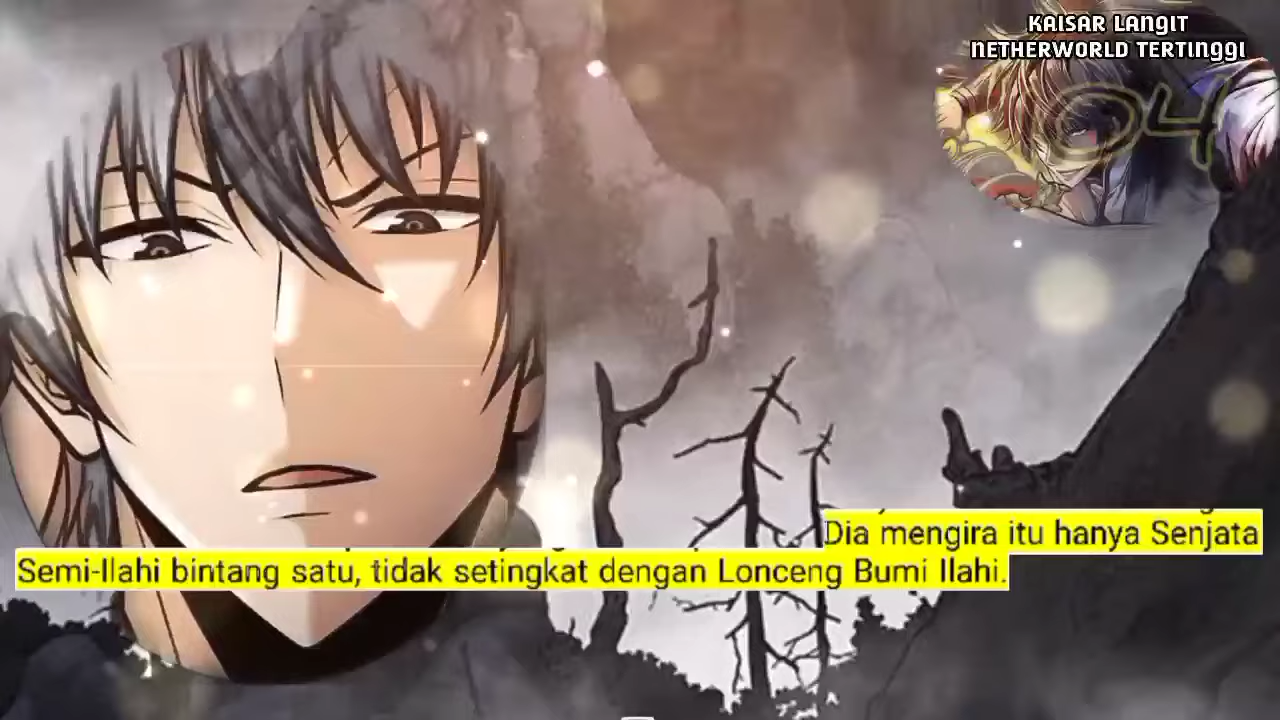 KAISAR LANGIT
NETHERWORLD TERTINGGI
04
Dia mengira itu hanya Senjata
Semi-Ilahi bintang satu, tidak setingkat dengan Lonceng Bumi Ilahi.